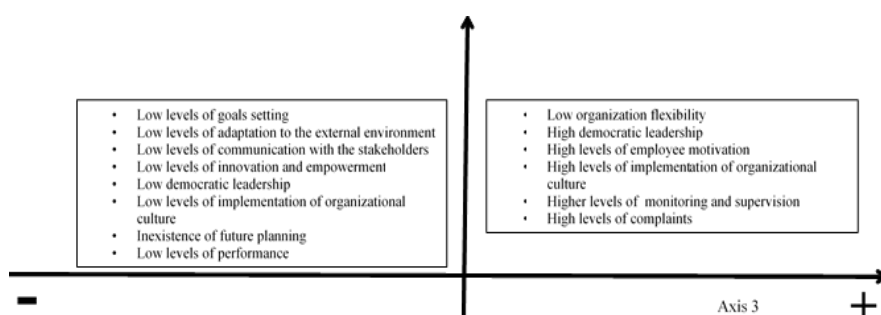 • Low levels of goals setting
• Low levels of adaptation to the external environment
• Low levels of communication with the stakeholders
• Low levels of innovation and empowerment
• Low democratic leadership
• Low levels of implementation of organizational
culture
• Inexistence of future planning
• Low levels of performance
• Low organization flexibility
• High democratic leadership
• High levels of employee motivation
• High levels of implementation of organizational
culture
• Higher levels of monitoring and supervision
• High levels of complaints
- Axis 3 +